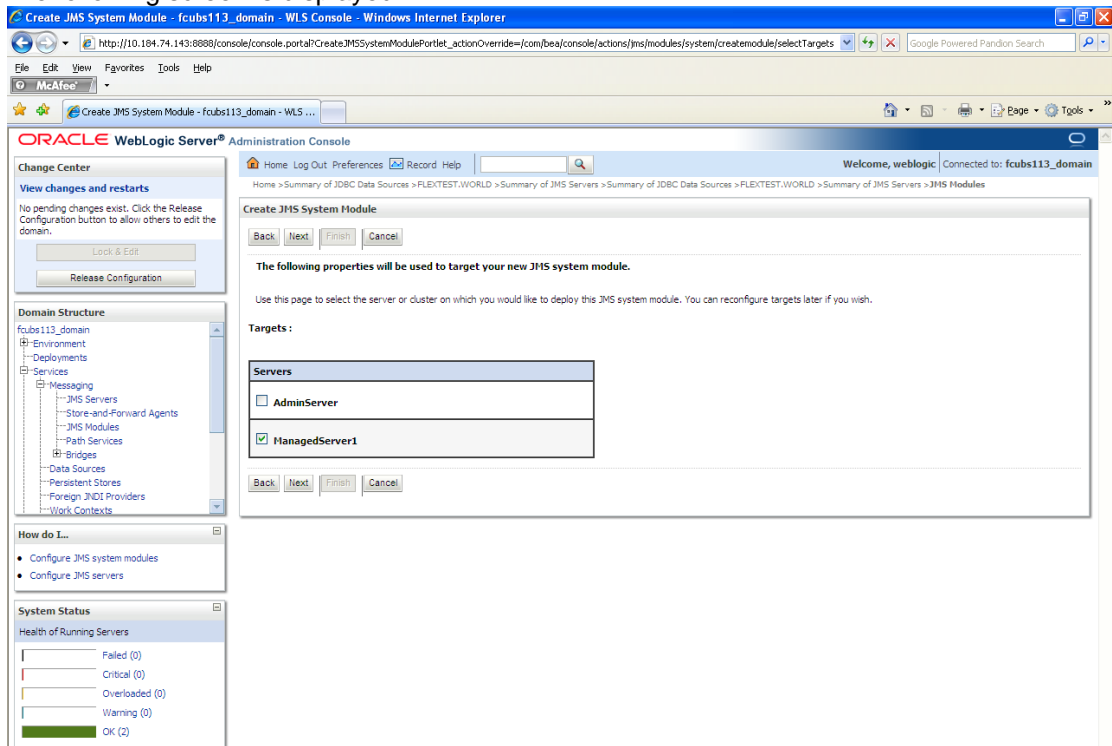 Create JMS System Module - fcubs113_domain - WLS Console - Windows Internet Explorer
http://10.184.74.143:8888/console/console.portal?CreateJMSSystemModulePortlet_actionOverride=/com/bea/console/actions/jms/modules/system/createmodule/selectTargets
Google Powered Pandion Search
File Edit View Favorites Tools Help
McAfee
Create JMS System Module - fcubs113_domain - WLS ...
Page Tools
ORACLE WebLogic Server® Administration Console
Change Center
View changes and restarts
No pending changes exist. Click the Release
Configuration button to allow others to edit the
domain.
Lock & Edit
Release Configuration
Domain Structure
fcubs113_domain
Environment
Deployments
Services
Messaging
JMS Servers
Store-and-Forward Agents
JMS Modules
Path Services
Bridges
Data Sources
Persistent Stores
Foreign JNDI Providers
Work Contexts
How do I...
Configure JMS system modules
Configure JMS servers
System Status
Health of Running Servers
Failed (0)
Critical (0)
Overloaded (0)
Warning (0)
OK (2)
Home Log Out Preferences Record Help
Welcome, weblogic Connected to: fcubs113_domain
Home >Summary of JDBC Data Sources >FLEXTEST.WORLD >Summary of JMS Servers >Summary of JDBC Data Sources >FLEXTEST.WORLD >Summary of JMS Servers >JMS Modules
Create JMS System Module
Back Next Finish Cancel
The following properties will be used to target your new JMS system module.
Use this page to select the server or cluster on which you would like to deploy this JMS system module. You can reconfigure targets later if you wish.
Targets :
Servers
AdminServer
ManagedServer1
Back Next Finish Cancel